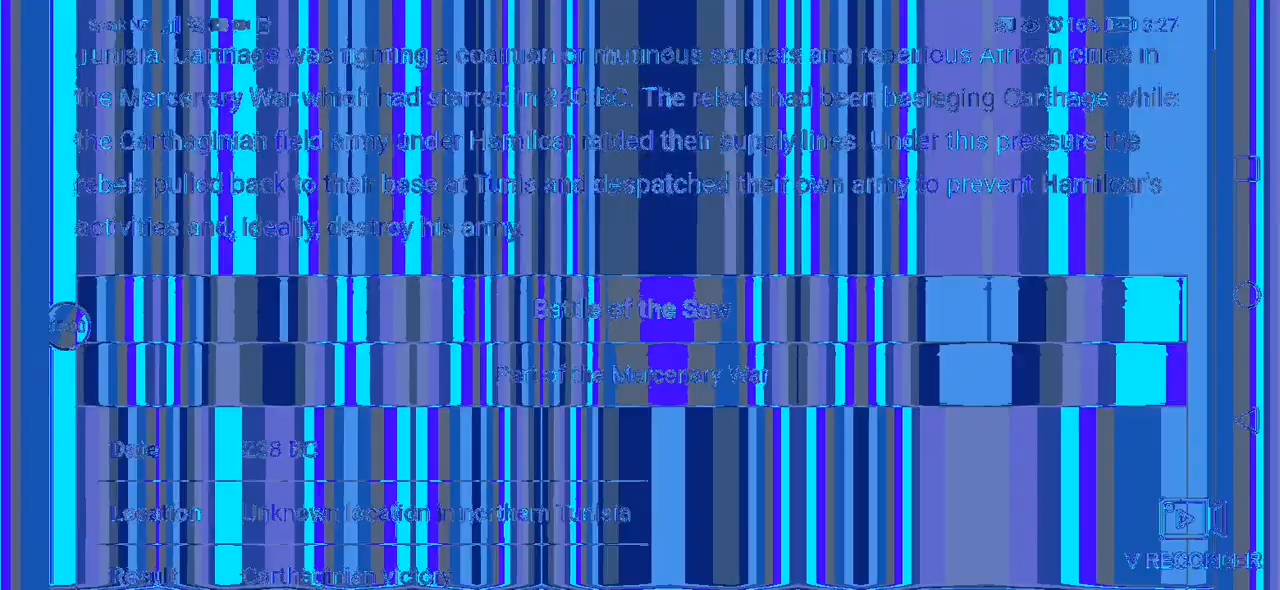 16% 3:27
Tunisia. Carthage was fighting a coalition of mutinous soldiers and rebellious African cities in
the Mercenary War which had started in 240 BC. The rebels had been besieging Carthage while
the Carthaginian field army under Hamilcar raided their supply lines. Under this pressure the
rebels pulled back to their base at Tunis and despatched their own army to prevent Hamilcar's
activities and, ideally, destroy his army.
Battle of the Saw
Part of the Mercenary War
Date 238 BC
Location Unknown location in northern Tunisia
Result Carthaginian victory
V RECORDER